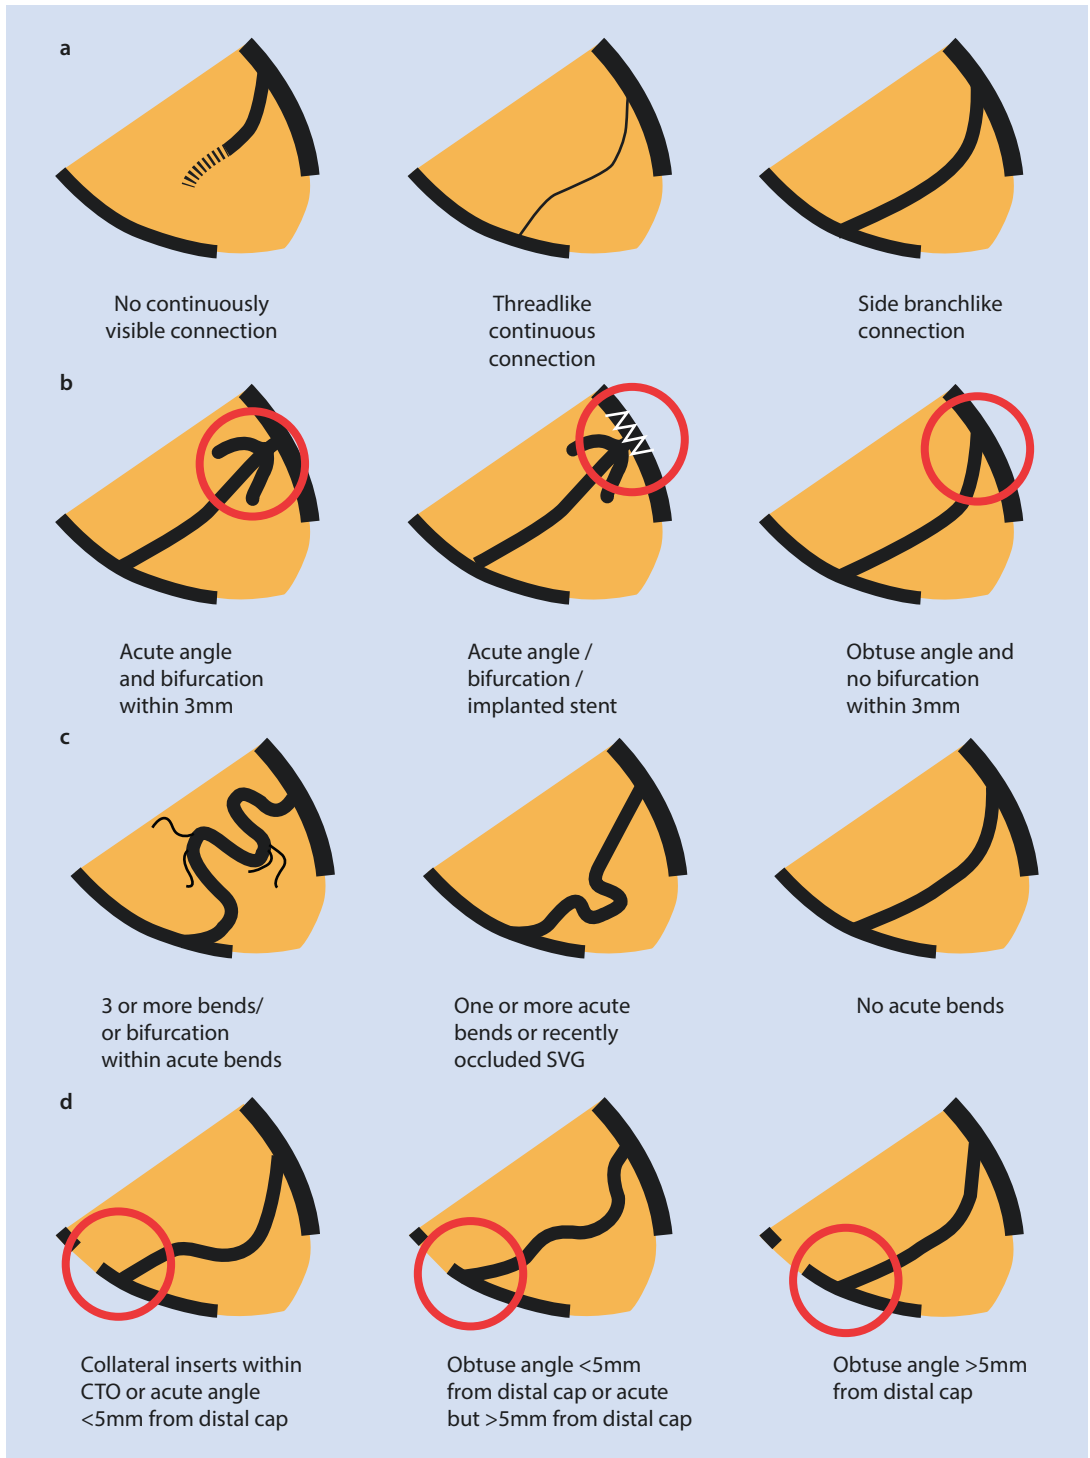 a
No continuously
visible connection
Threadlike
continuous
connection
Side branchlike
connection
b
Acute angle
and bifurcation
within 3mm
Acute angle /
bifurcation /
implanted stent
Obtuse angle and
no bifurcation
within 3mm
c
3 or more bends/
or bifurcation
within acute bends
One or more acute
bends or recently
occluded SVG
No acute bends
d
Collateral inserts within
CTO or acute angle
<5mm from distal cap
Obtuse angle <5mm
from distal cap or acute
but >5mm from distal cap
Obtuse angle >5mm
from distal cap